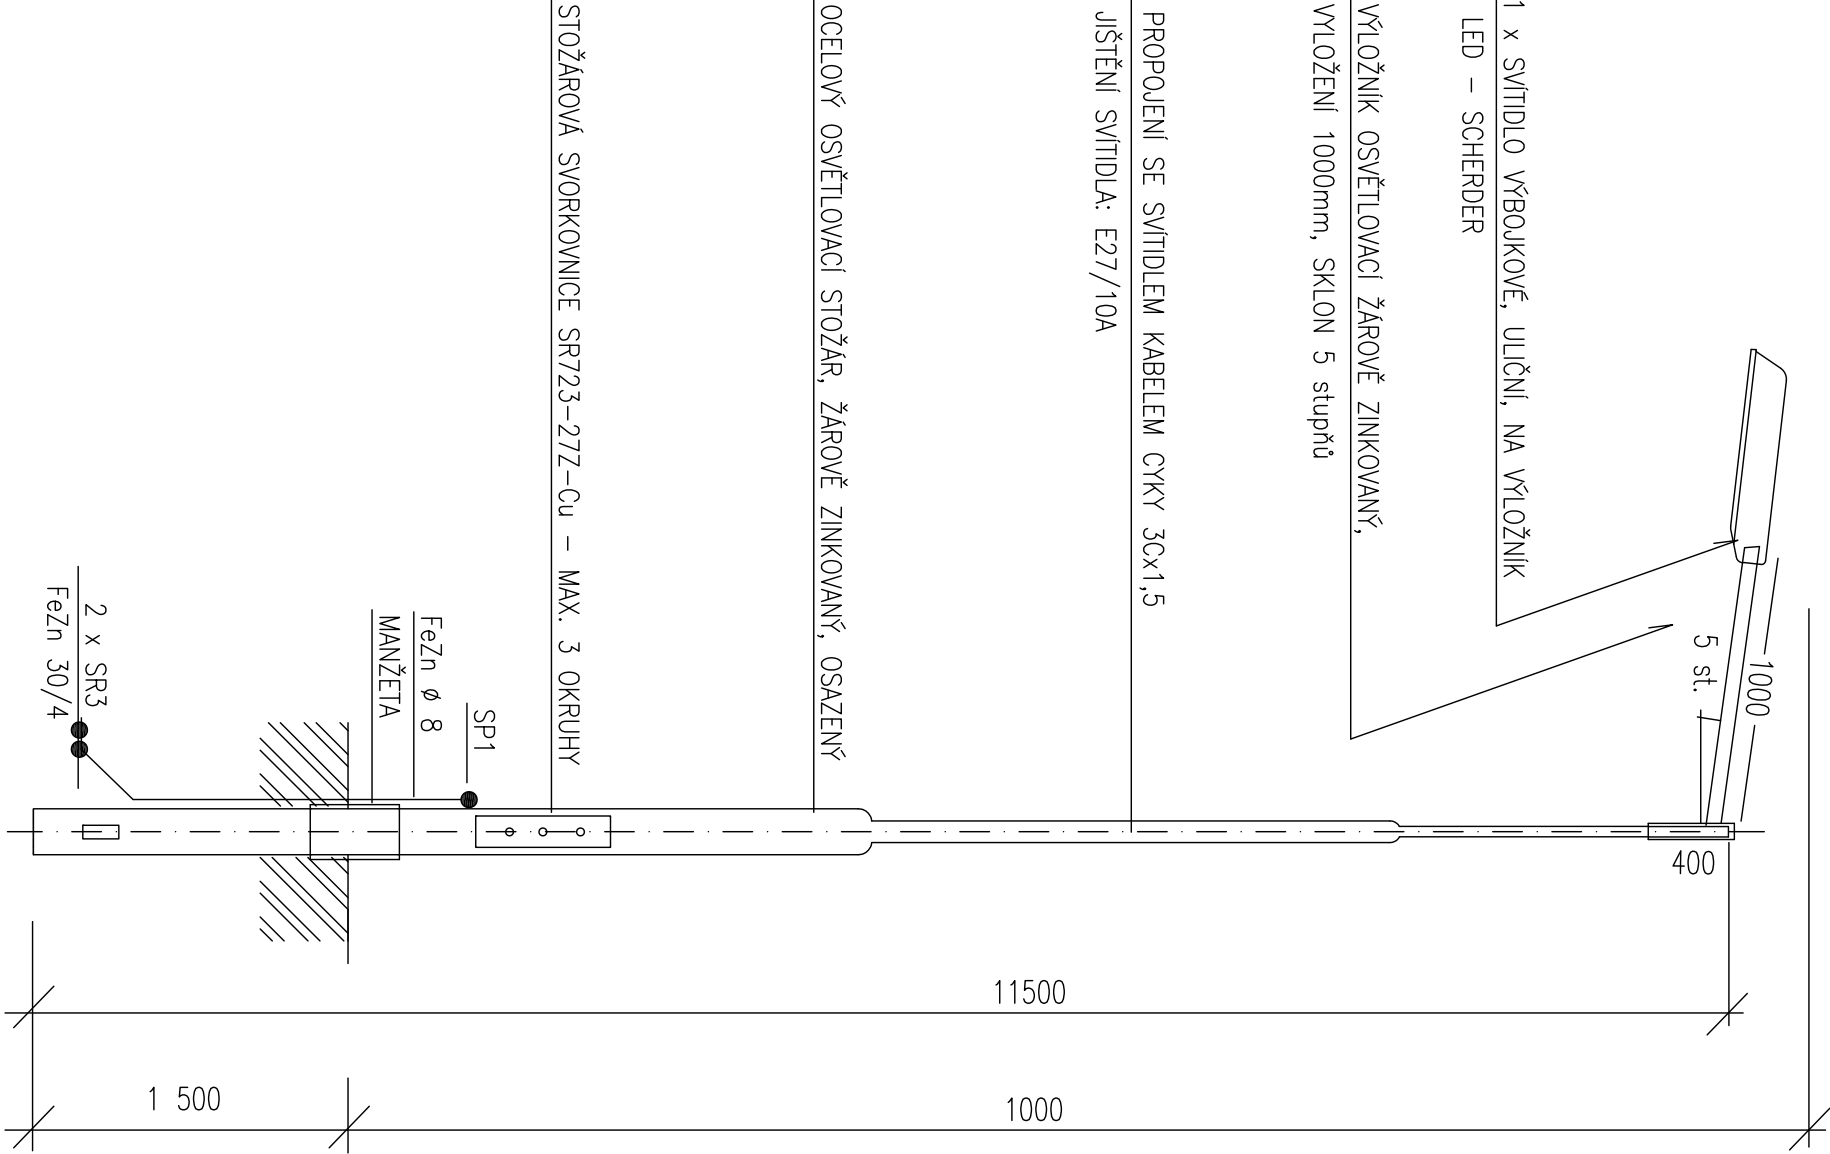 1 x SVÍTIDLO VÝBOJKOVÉ, ULIČNÍ, NA VÝLOŽNÍK
LED - SCHERDER
VÝLOŽNÍK OSVĚTLOVACÍ ŽÁROVĚ ZINKOVANÝ,
VYLOŽENÍ 1000mm, SKLON 5 stupňů
PROPOJENÍ SE SVÍTIDLEM KABELEM CYKY 3Cx1,5
JIŠTĚNÍ SVÍTIDLA: E27/10A
OCELOVÝ OSVĚTLOVACÍ STOŽÁR, ŽÁROVĚ ZINKOVANÝ, OSAZENÝ
STOŽÁROVÁ SVORKOVNICE SR723-27Z-Cu - MAX. 3 OKRUHY
1000
5 st.
400
SP1
FeZn ø 8
MANŽETA
2 x SR3
FeZn 30/4
11500
1 500
1000